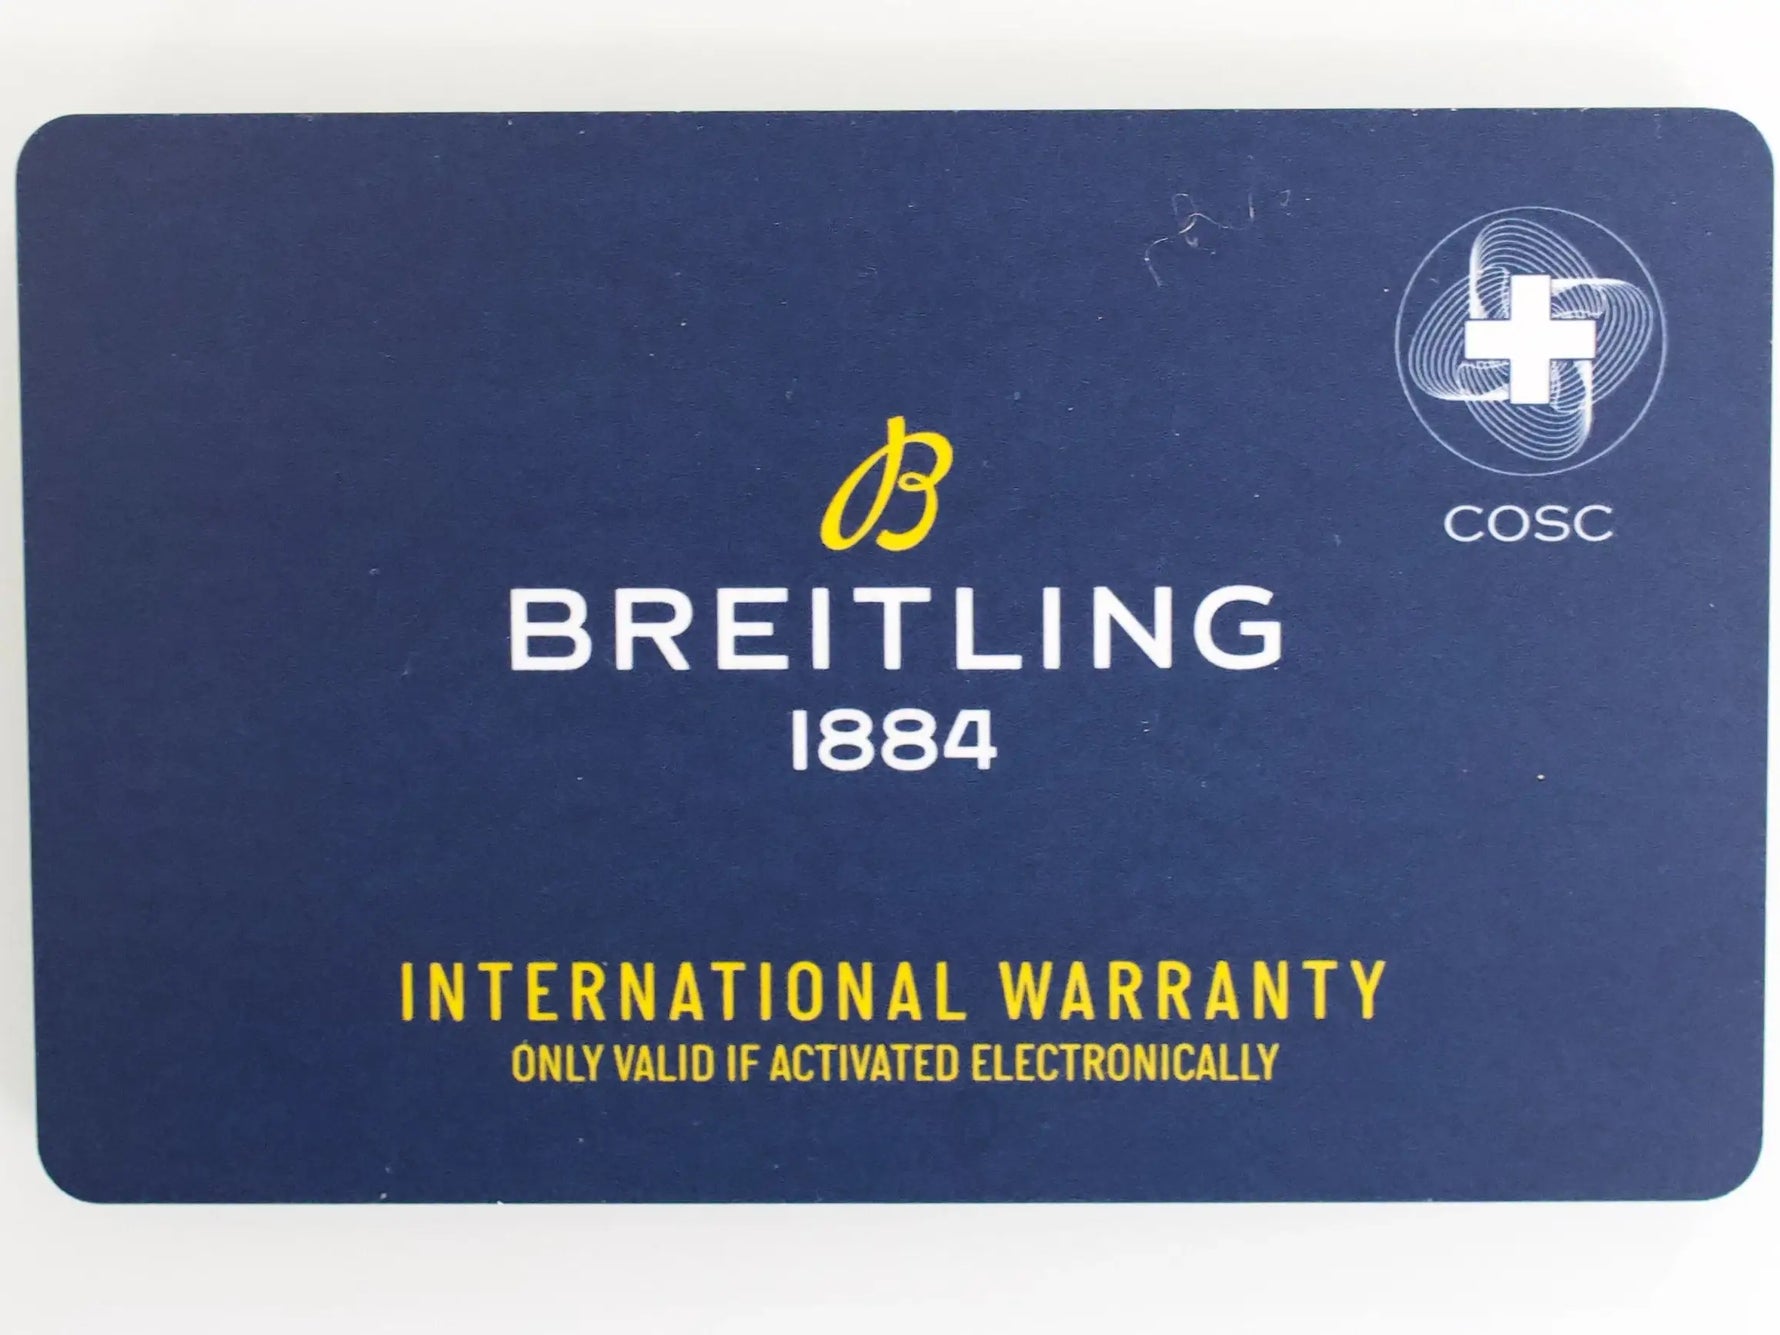 COSC
B
BREITLING
1884
INTERNATIONAL WARRANTY
ONLY VALID IF ACTIVATED ELECTRONICALLY